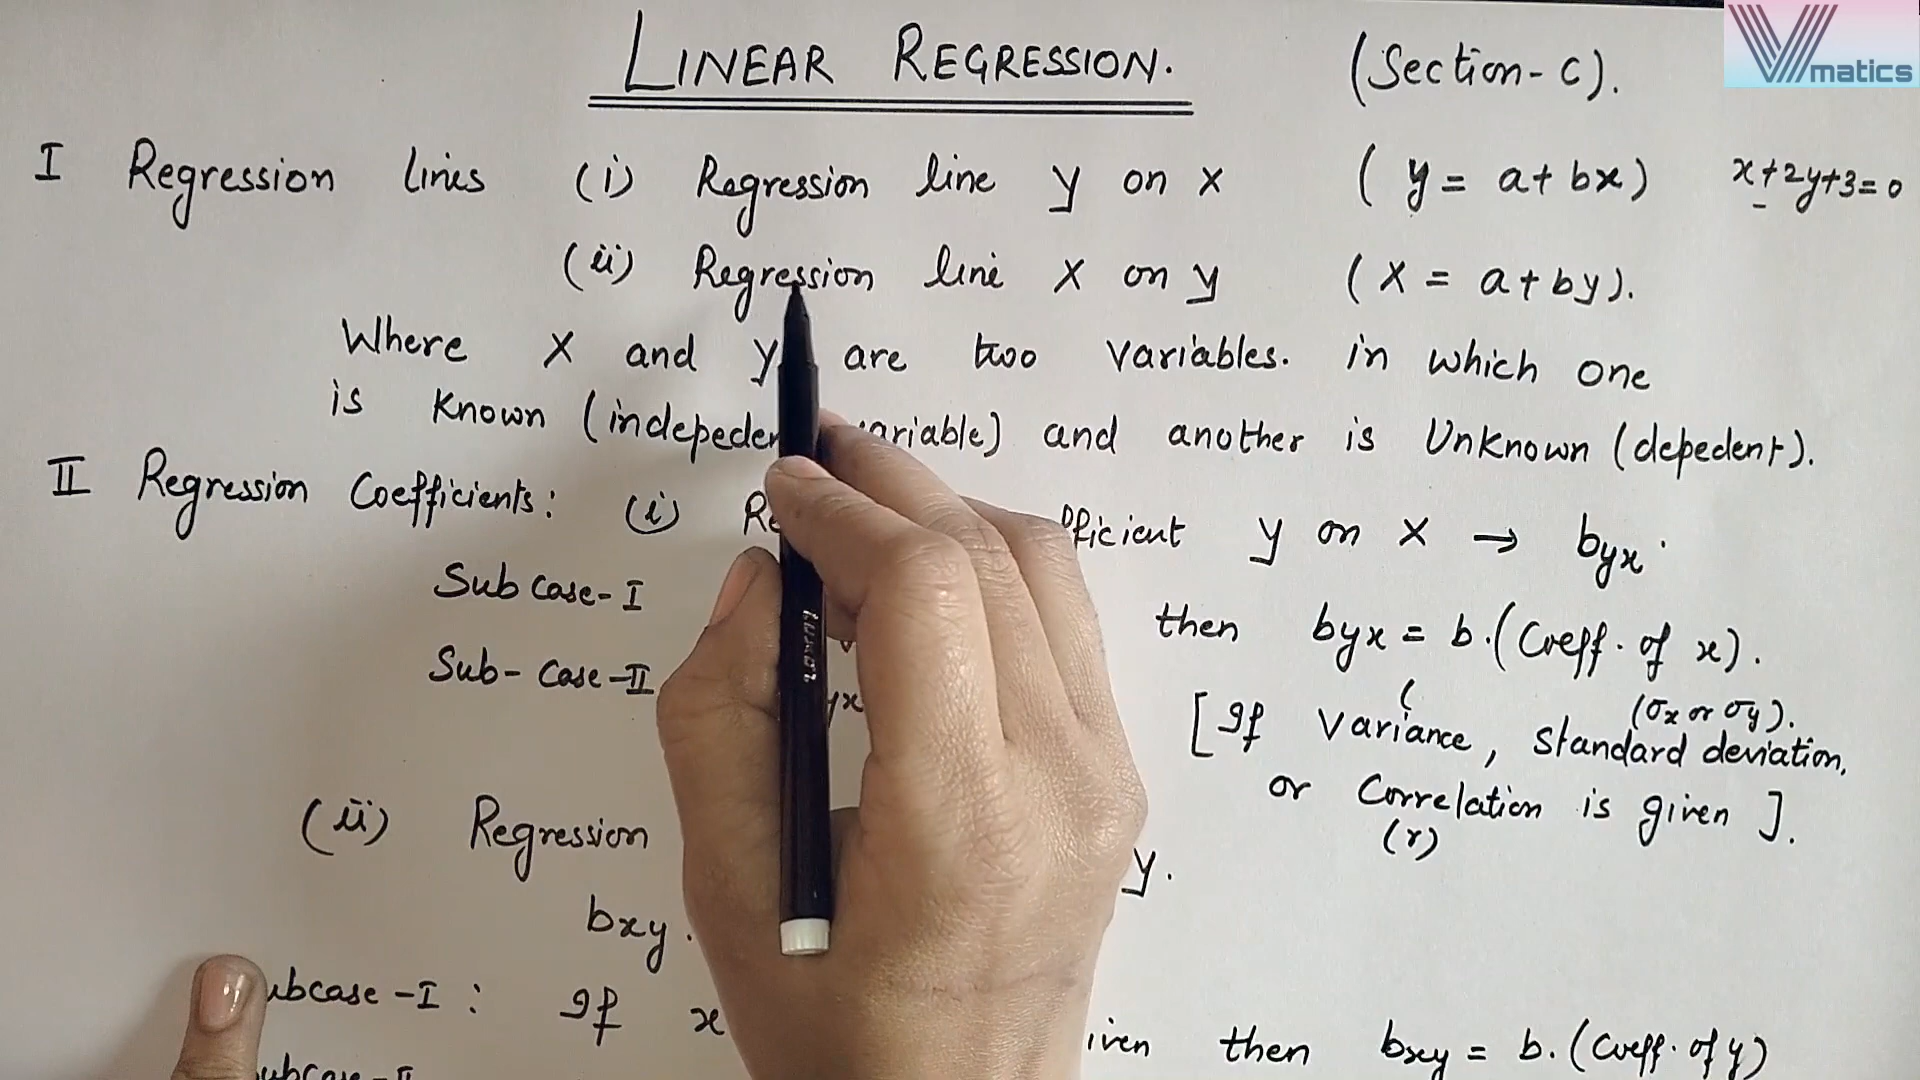 LINEAR REGRESSION. (Section-C).
Vmatics
I Regression lines (i) Regression line y on x (y = a + bx) x+2y+3=0
(ii) Regression line X on y (X = a + by).
Where X and y are two variables. in which one
is known (indepeden ariable) and another is Unknown (depedent).
II Regression Coefficients: (i) Re fficient y on X → byx.
Sub case-I then byx = b.(Coeff. of x).
Sub-case-II yx [If Variance, Standard deviation,
(σx or σy).
or Correlation is given].
(r)
(ii) Regression y.
bxy.
ubcase-I : If x iven then bxy = b.(Coeff. of y)
ubcase-II